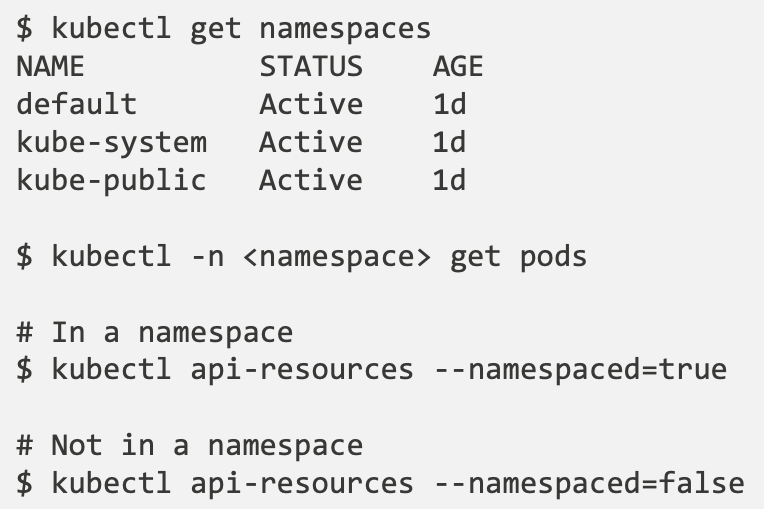 $ kubectl get namespaces
NAME          STATUS    AGE
default       Active    1d
kube-system   Active    1d
kube-public   Active    1d

$ kubectl -n <namespace> get pods

# In a namespace
$ kubectl api-resources --namespaced=true

# Not in a namespace
$ kubectl api-resources --namespaced=false